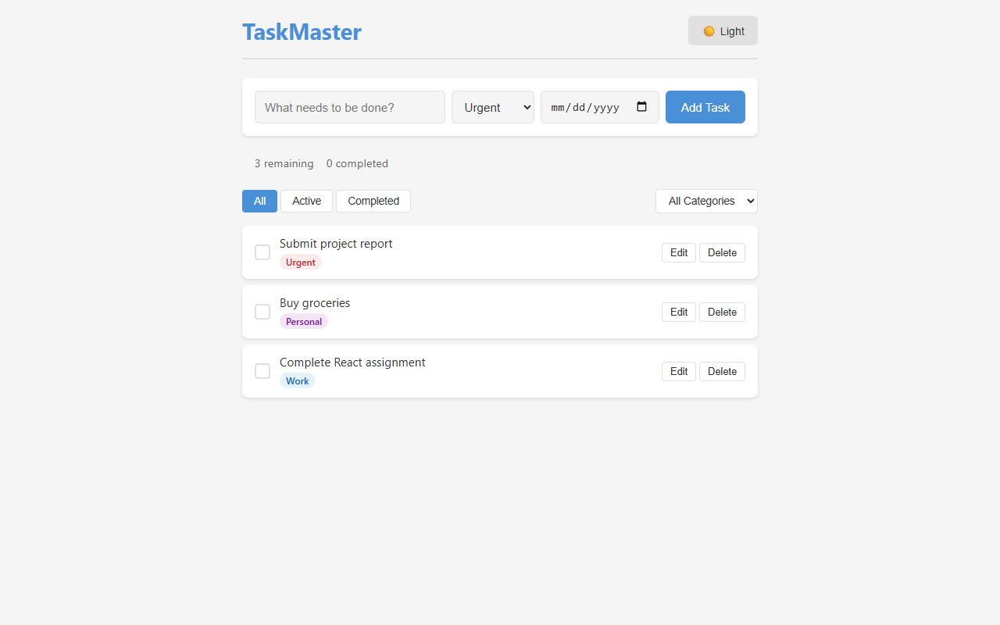 TaskMaster
Light
What needs to be done?
Urgent
mm/dd/yyyy
Add Task
3 remaining 0 completed
All
Active
Completed
All Categories
Submit project report
Urgent
Edit
Delete
Buy groceries
Personal
Edit
Delete
Complete React assignment
Work
Edit
Delete